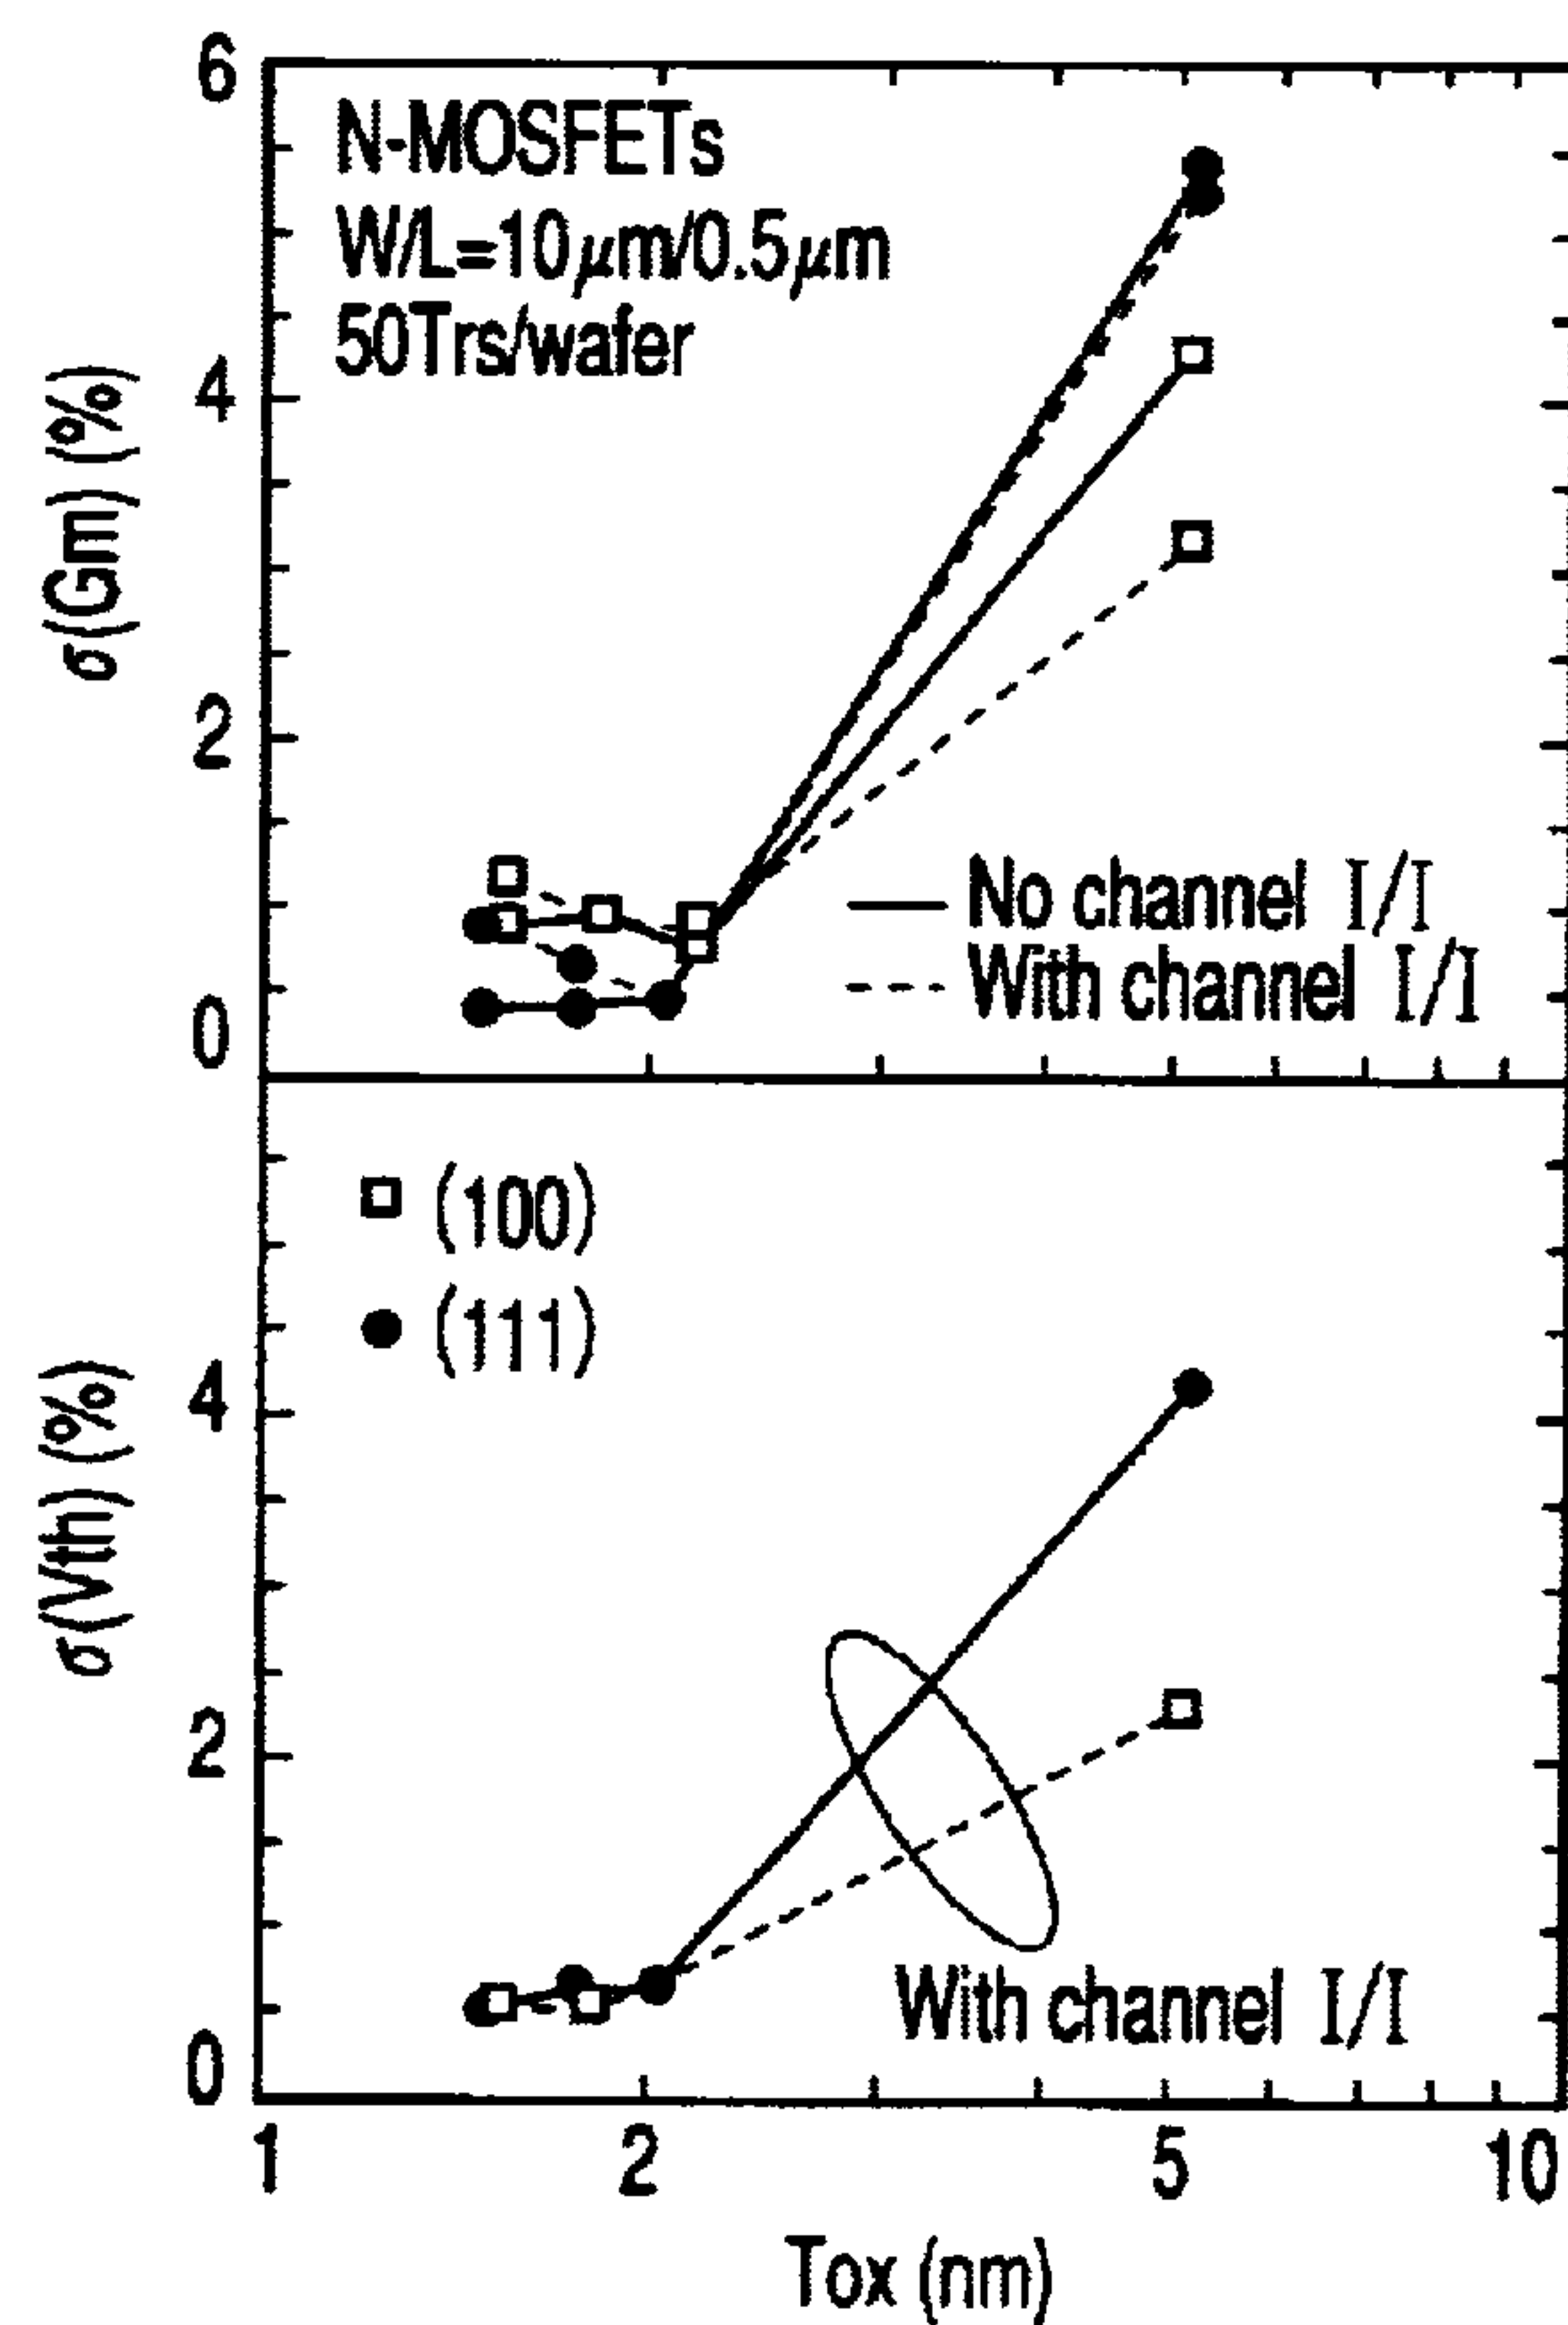 6
N-MOSFETs
W/L=10μm/0.5μm
50Trs/wafer
4
σ(Gm) (%)
2
No channel I/I
With channel I/I
0
(100)
(111)
4
σ(Vth) (%)
2
With channel I/I
0
1 2 5 10
Tox (nm)